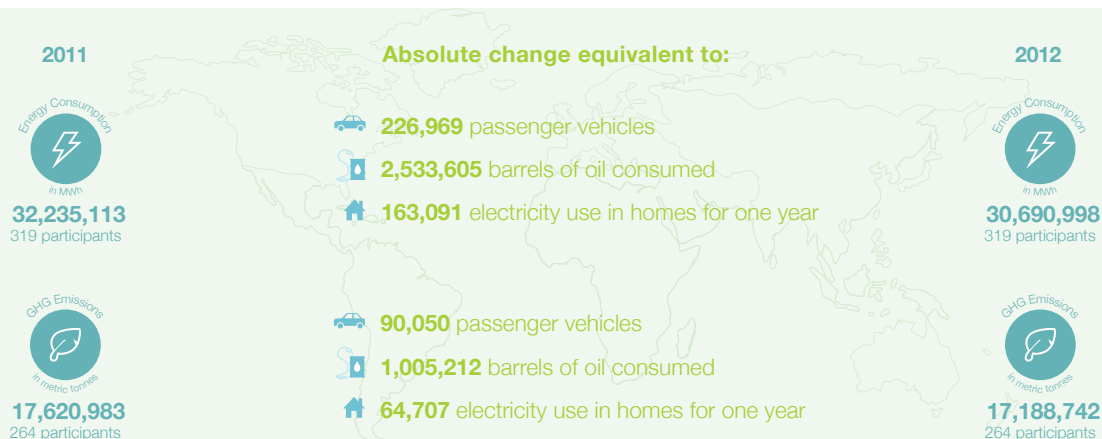 2011
Absolute change equivalent to:
2012
Energy Consumption
in MWh
32,235,113
319 participants
226,969 passenger vehicles
2,533,605 barrels of oil consumed
163,091 electricity use in homes for one year
Energy Consumption
in MWh
30,690,998
319 participants
GHG Emissions
in metric tonnes
17,620,983
264 participants
90,050 passenger vehicles
1,005,212 barrels of oil consumed
64,707 electricity use in homes for one year
GHG Emissions
in metric tonnes
17,188,742
264 participants